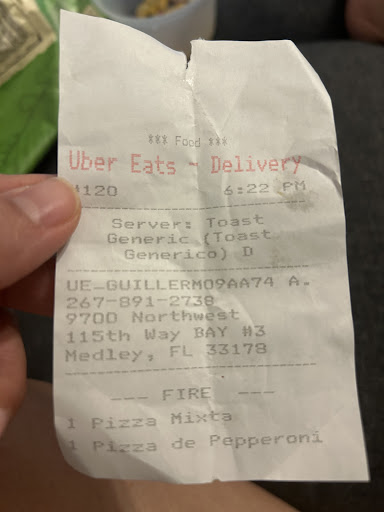 *** Food ***
Uber Eats - Delivery
#120 6:22 PM
Server: Toast
Generic (Toast
Generico) D
UE-GUILLERMO9AA74 A.
267-891-2738
9700 Northwest
115th Way BAY #3
Medley, FL 33178
--- FIRE ---
1 Pizza Mixta
1 Pizza de Pepperoni